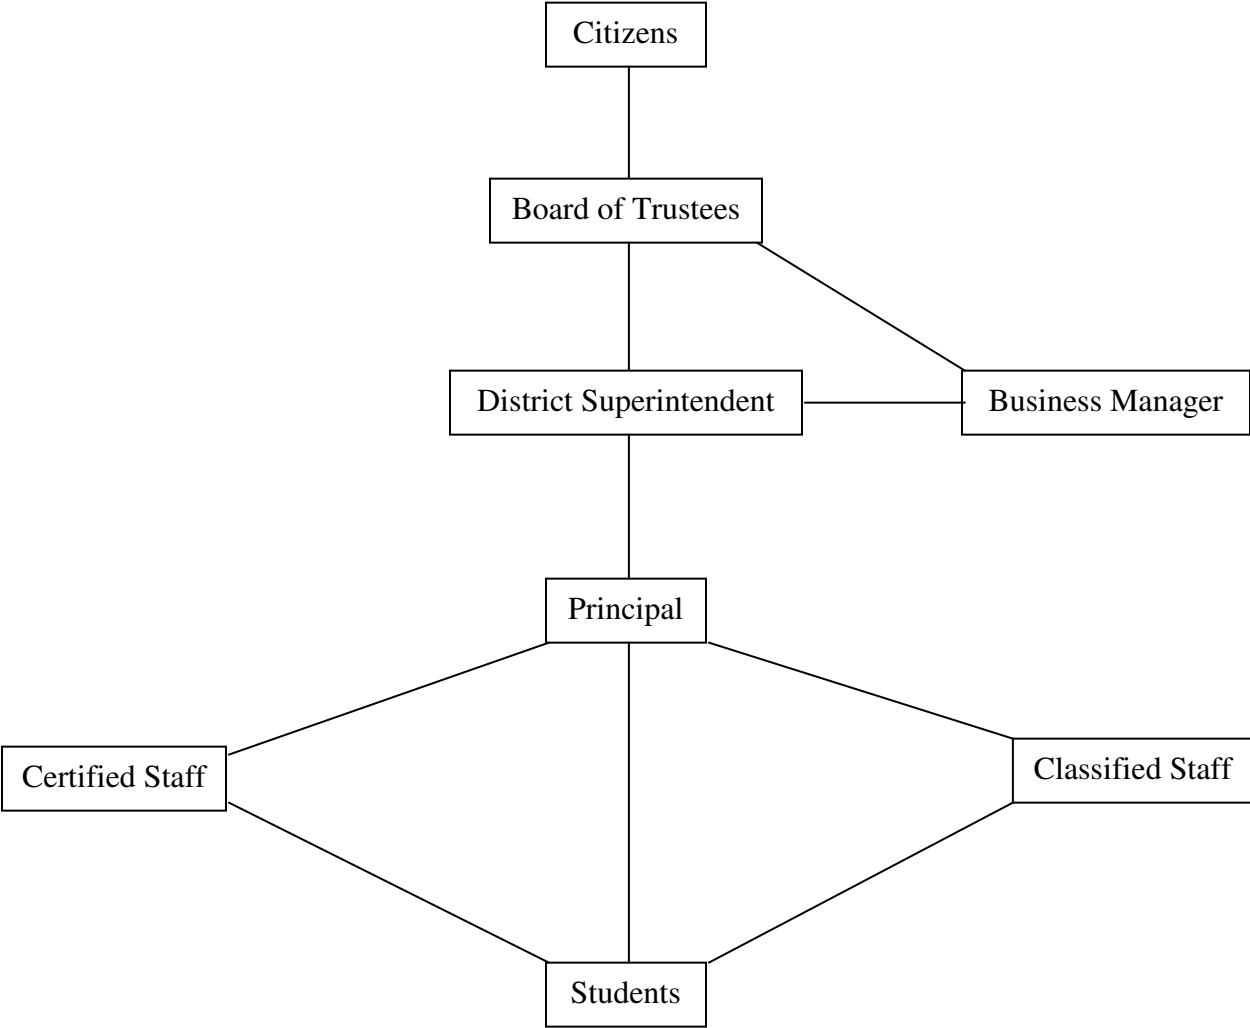 Citizens
Board of Trustees
District Superintendent
Business Manager
Principal
Certified Staff
Classified Staff
Students